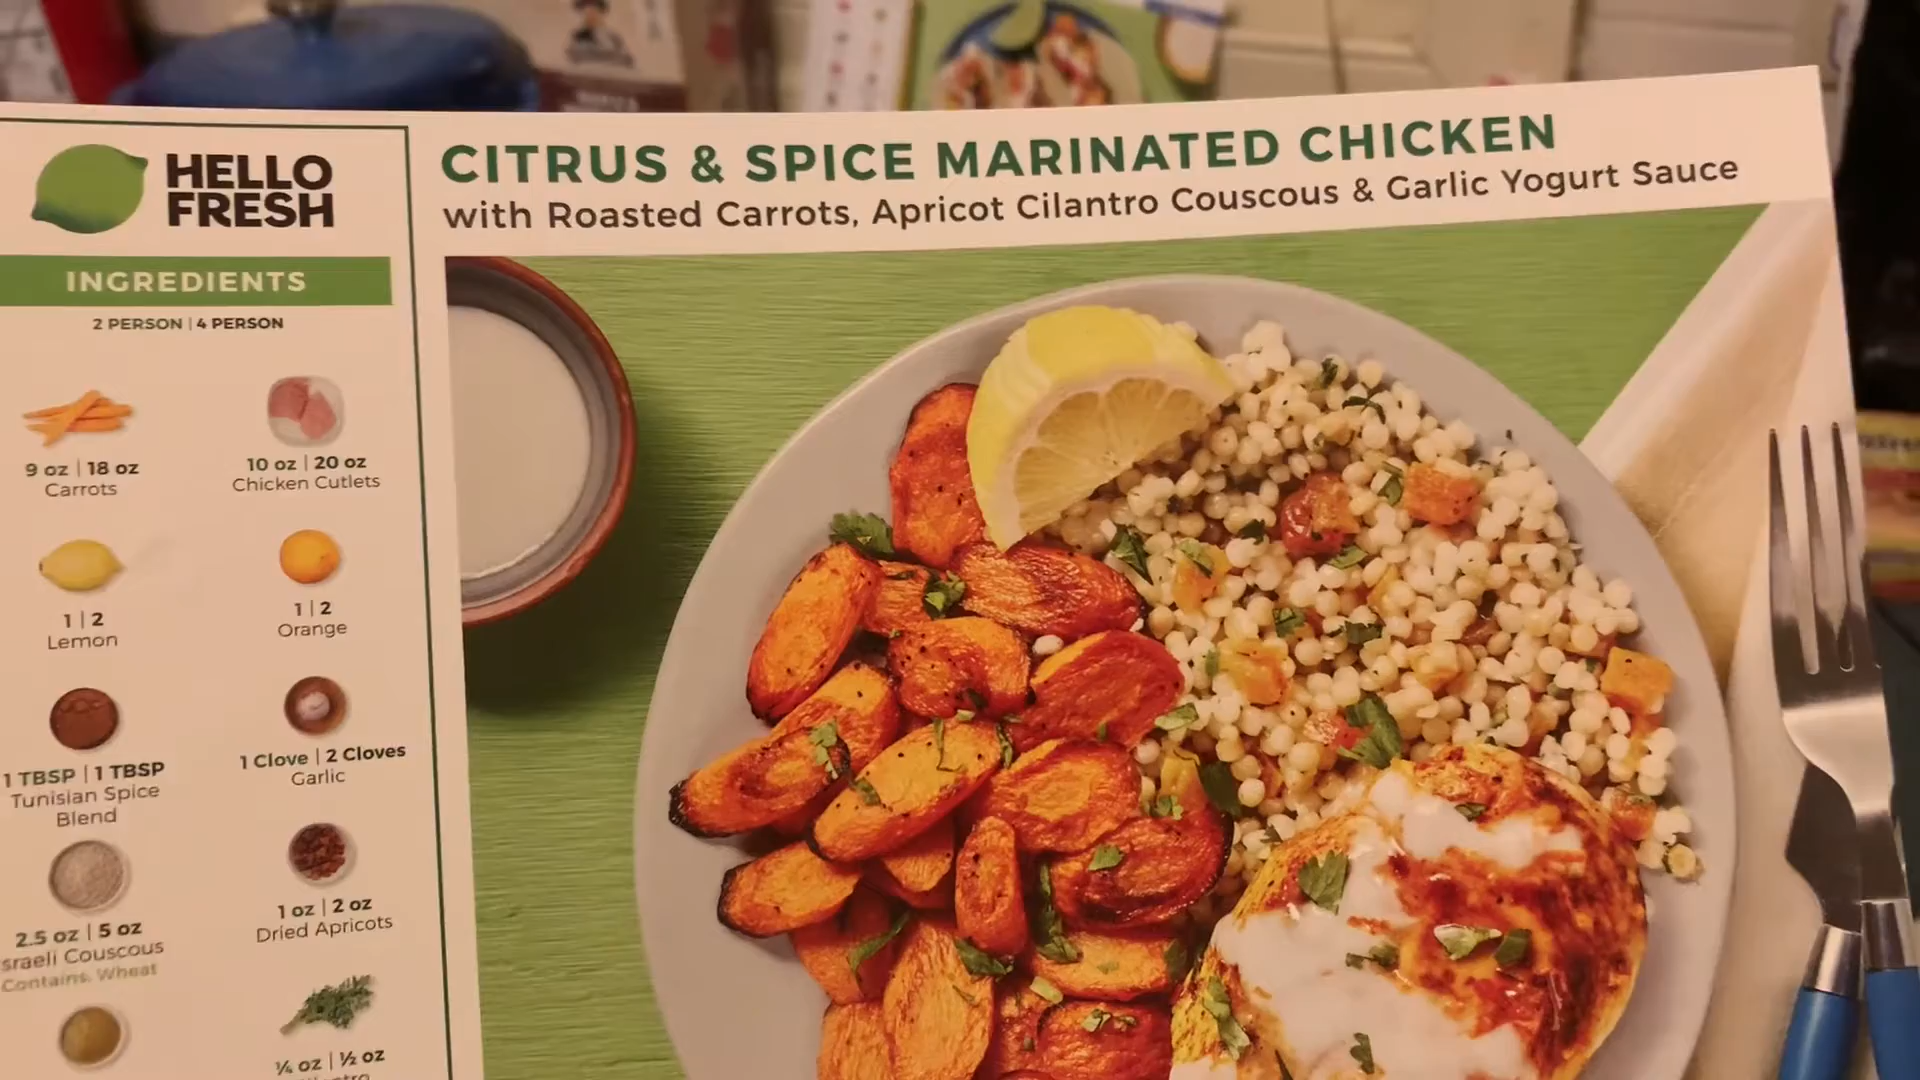 HELLO
FRESH
CITRUS & SPICE MARINATED CHICKEN
with Roasted Carrots, Apricot Cilantro Couscous & Garlic Yogurt Sauce
INGREDIENTS
2 PERSON | 4 PERSON
9 oz | 18 oz
Carrots
10 oz | 20 oz
Chicken Cutlets
1 | 2
Lemon
1 | 2
Orange
1 TBSP | 1 TBSP
Tunisian Spice
Blend
1 Clove | 2 Cloves
Garlic
2.5 oz | 5 oz
sraeli Couscous
Contains: Wheat
1 oz | 2 oz
Dried Apricots
¼ oz | ½ oz